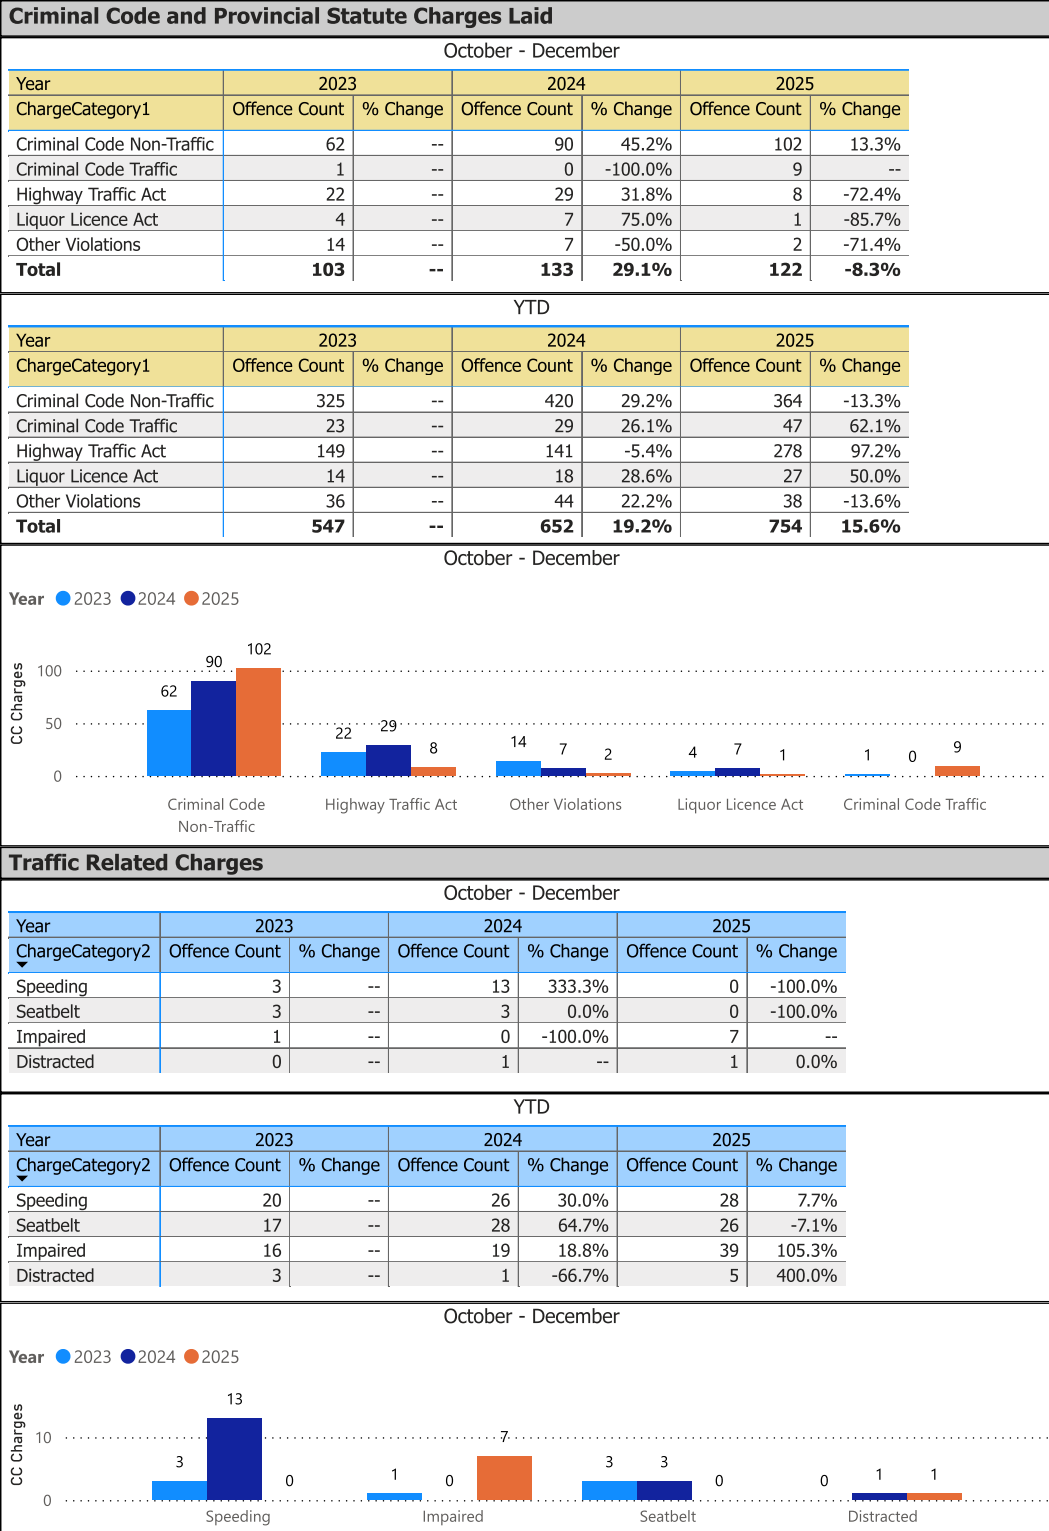 Criminal Code and Provincial Statute Charges Laid
October - December
Year 2023 2024 2025
ChargeCategory1 Offence Count % Change Offence Count % Change Offence Count % Change
Criminal Code Non-Traffic 62 -- 90 45.2% 102 13.3%
Criminal Code Traffic 1 -- 0 -100.0% 9 --
Highway Traffic Act 22 -- 29 31.8% 8 -72.4%
Liquor Licence Act 4 -- 7 75.0% 1 -85.7%
Other Violations 14 -- 7 -50.0% 2 -71.4%
Total 103 -- 133 29.1% 122 -8.3%
YTD
Year 2023 2024 2025
ChargeCategory1 Offence Count % Change Offence Count % Change Offence Count % Change
Criminal Code Non-Traffic 325 -- 420 29.2% 364 -13.3%
Criminal Code Traffic 23 -- 29 26.1% 47 62.1%
Highway Traffic Act 149 -- 141 -5.4% 278 97.2%
Liquor Licence Act 14 -- 18 28.6% 27 50.0%
Other Violations 36 -- 44 22.2% 38 -13.6%
Total 547 -- 652 19.2% 754 15.6%
October - December
Year 2023 2024 2025
CC Charges
100
50
0
62 90 102
22 29 8
14 7 2
4 7 1
1 0 9
Criminal Code Non-Traffic
Highway Traffic Act
Other Violations
Liquor Licence Act
Criminal Code Traffic
Traffic Related Charges
October - December
Year 2023 2024 2025
ChargeCategory2 Offence Count % Change Offence Count % Change Offence Count % Change
Speeding 3 -- 13 333.3% 0 -100.0%
Seatbelt 3 -- 3 0.0% 0 -100.0%
Impaired 1 -- 0 -100.0% 7 --
Distracted 0 -- 1 -- 1 0.0%
YTD
Year 2023 2024 2025
ChargeCategory2 Offence Count % Change Offence Count % Change Offence Count % Change
Speeding 20 -- 26 30.0% 28 7.7%
Seatbelt 17 -- 28 64.7% 26 -7.1%
Impaired 16 -- 19 18.8% 39 105.3%
Distracted 3 -- 1 -66.7% 5 400.0%
October - December
Year 2023 2024 2025
CC Charges
10
0
3 13 0
1 0 7
3 3 0
0 1 1
Speeding
Impaired
Seatbelt
Distracted